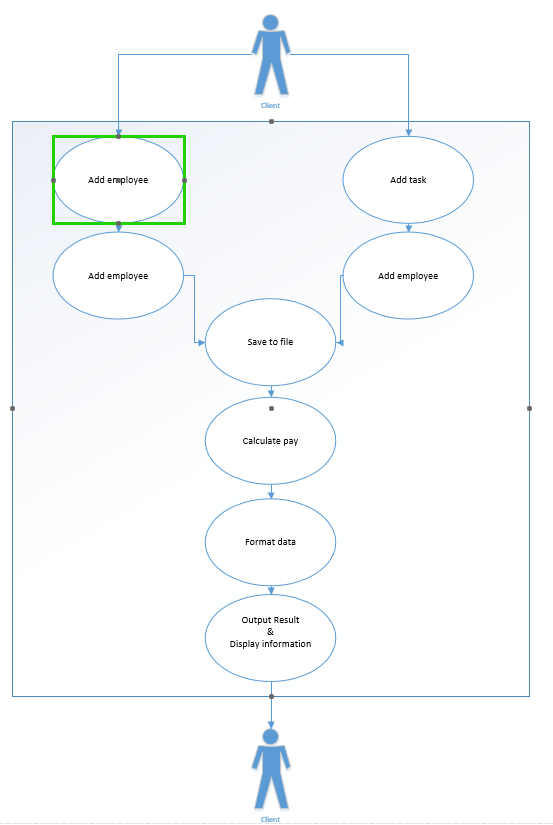 Client
Add employee
Add task
Add employee
Add employee
Save to file
Calculate pay
Format data
Output Result
&
Display information
Client